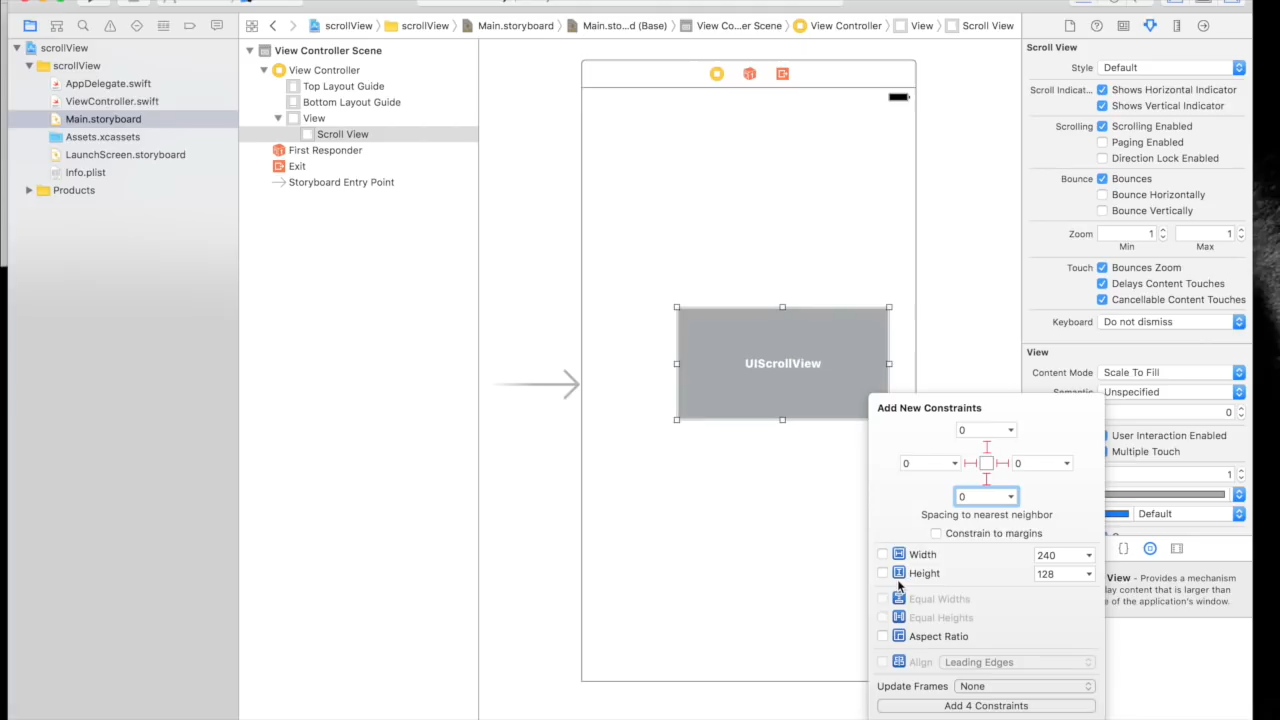 scrollView
scrollView
Main.storyboard
Main.sto...d (Base)
View Co...er Scene
View Controller
View
Scroll View
scrollView
scrollView
AppDelegate.swift
ViewController.swift
Main.storyboard
Assets.xcassets
LaunchScreen.storyboard
Info.plist
Products
View Controller Scene
View Controller
Top Layout Guide
Bottom Layout Guide
View
Scroll View
First Responder
Exit
Storyboard Entry Point
UIScrollView
Scroll View
Style Default
Scroll Indicat... Shows Horizontal Indicator
Shows Vertical Indicator
Scrolling Scrolling Enabled
Paging Enabled
Direction Lock Enabled
Bounce Bounces
Bounce Horizontally
Bounce Vertically
Zoom 1 1
Min Max
Touch Bounces Zoom
Delays Content Touches
Cancellable Content Touches
Keyboard Do not dismiss
View
Content Mode Scale To Fill
Semantic Unspecified
0
User Interaction Enabled
Multiple Touch
1
Default
{}
View - Provides a mechanism
lay content that is larger than
e of the application's window.
Add New Constraints
0
0 0
0
Spacing to nearest neighbor
Constrain to margins
Width 240
Height 128
Equal Widths
Equal Heights
Aspect Ratio
Align Leading Edges
Update Frames None
Add 4 Constraints